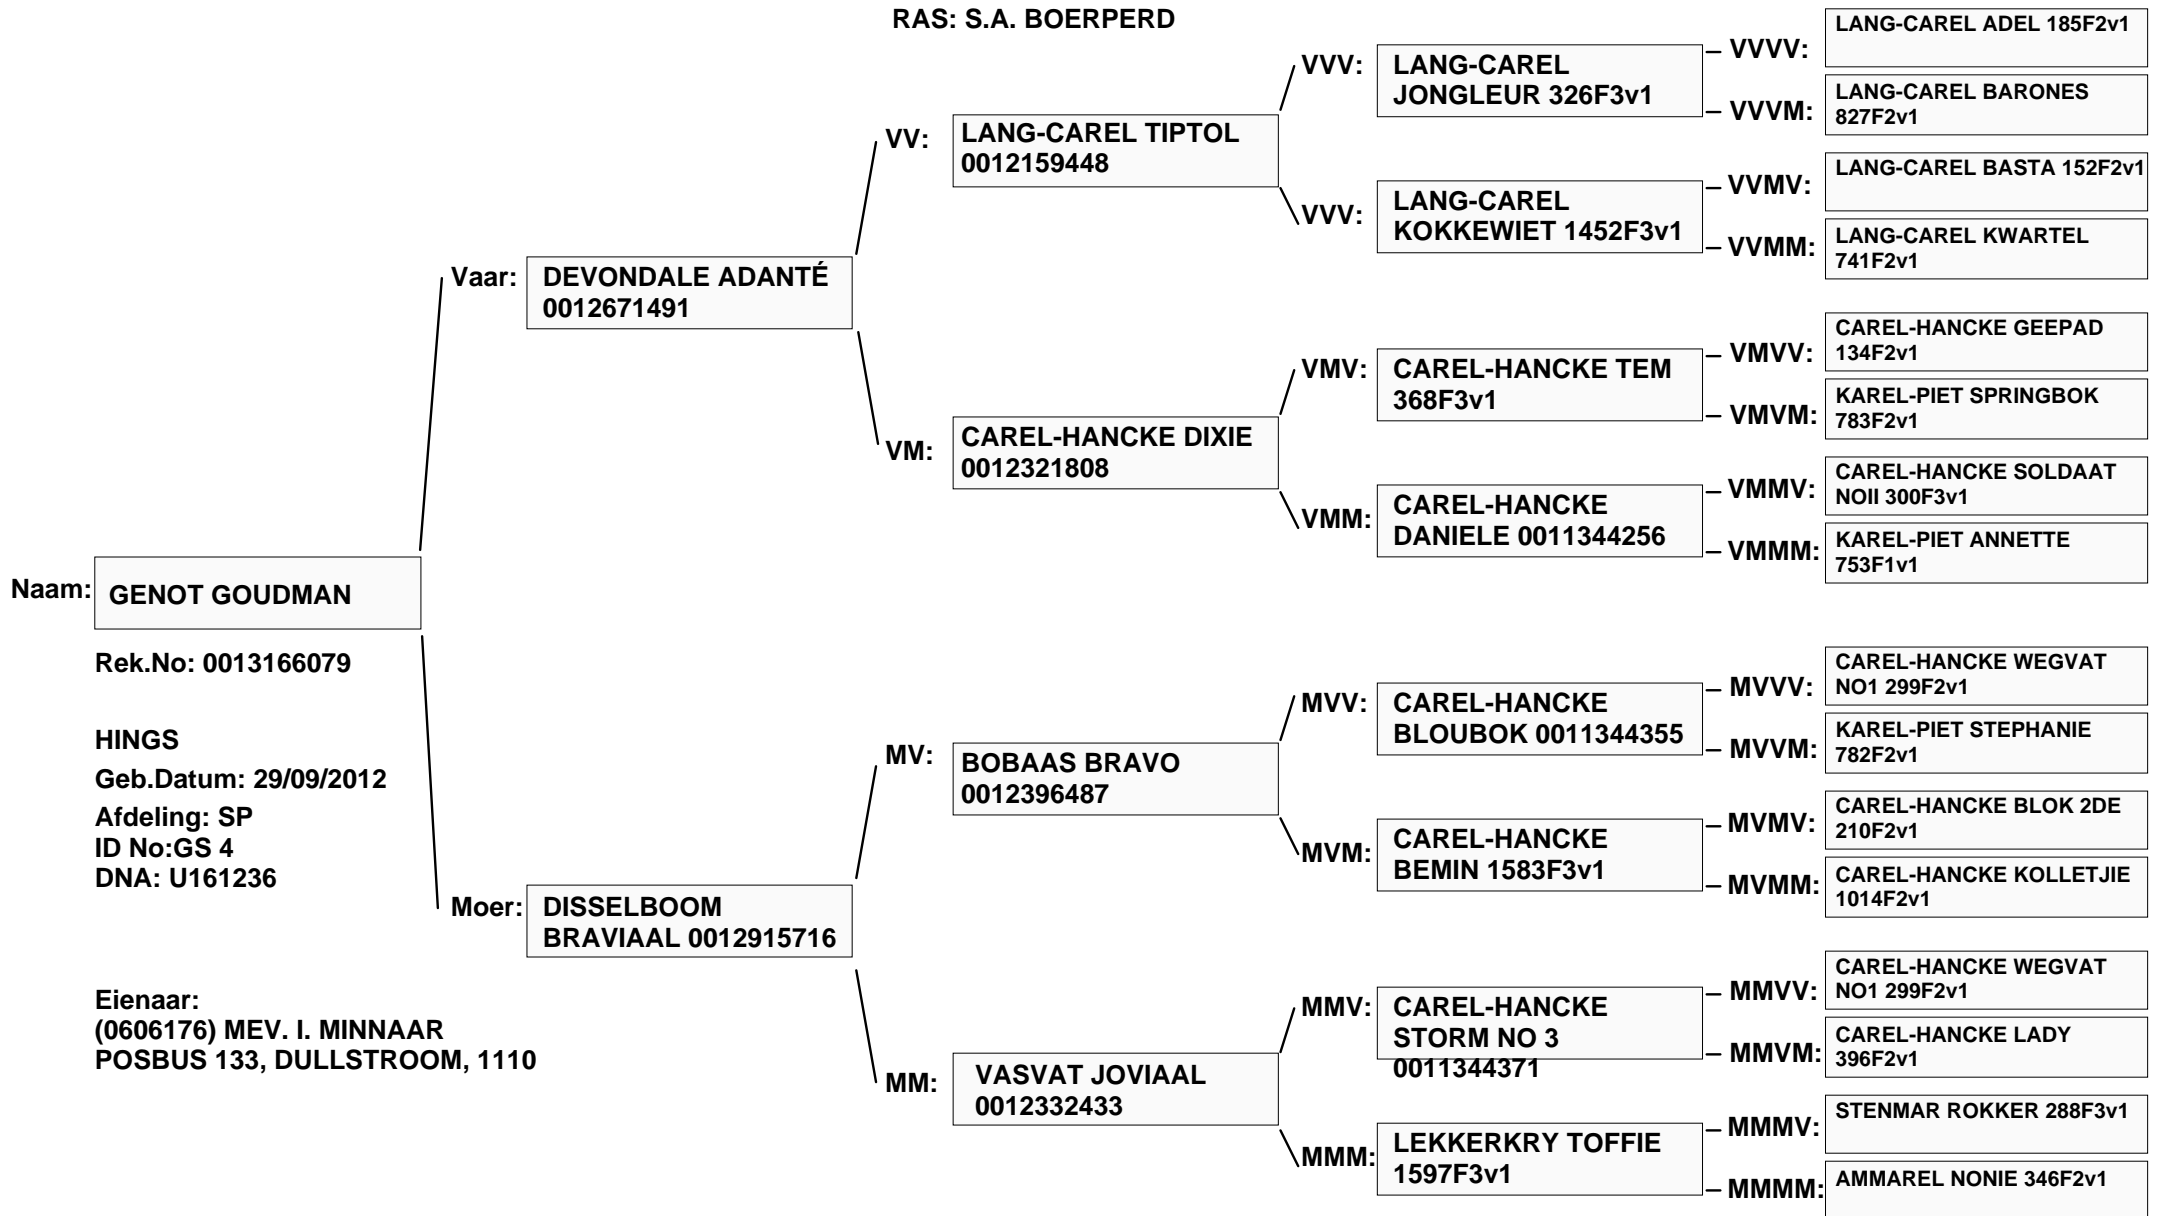 RAS: S.A. BOERPERD
Naam:
GENOT GOUDMAN
Rek.No: 0013166079
HINGS
Geb.Datum: 29/09/2012
Afdeling: SP
ID No:GS 4
DNA: U161236
Eienaar:
(0606176) MEV. I. MINNAAR
POSBUS 133, DULLSTROOM, 1110
Vaar:
DEVONDALE ADANTÉ
0012671491
Moer:
DISSELBOOM
BRAVIAAL 0012915716
VV:
LANG-CAREL TIPTOL
0012159448
VM:
CAREL-HANCKE DIXIE
0012321808
MV:
BOBAAS BRAVO
0012396487
MM:
VASVAT JOVIAAL
0012332433
VVV:
LANG-CAREL
JONGLEUR 326F3v1
VVV:
LANG-CAREL
KOKKEWIET 1452F3v1
VMV:
CAREL-HANCKE TEM
368F3v1
VMM:
CAREL-HANCKE
DANIELE 0011344256
MVV:
CAREL-HANCKE
BLOUBOK 0011344355
MVM:
CAREL-HANCKE
BEMIN 1583F3v1
MMV:
CAREL-HANCKE
STORM NO 3
0011344371
MMM:
LEKKERKRY TOFFIE
1597F3v1
VVVV:
LANG-CAREL ADEL 185F2v1
VVVM:
LANG-CAREL BARONES
827F2v1
VVMV:
LANG-CAREL BASTA 152F2v1
VVMM:
LANG-CAREL KWARTEL
741F2v1
VMVV:
CAREL-HANCKE GEEPAD
134F2v1
VMVM:
KAREL-PIET SPRINGBOK
783F2v1
VMMV:
CAREL-HANCKE SOLDAAT
NOII 300F3v1
VMMM:
KAREL-PIET ANNETTE
753F1v1
MVVV:
CAREL-HANCKE WEGVAT
NO1 299F2v1
MVVM:
KAREL-PIET STEPHANIE
782F2v1
MVMV:
CAREL-HANCKE BLOK 2DE
210F2v1
MVMM:
CAREL-HANCKE KOLLETJIE
1014F2v1
MMVV:
CAREL-HANCKE WEGVAT
NO1 299F2v1
MMVM:
CAREL-HANCKE LADY
396F2v1
MMMV:
STENMAR ROKKER 288F3v1
MMMM:
AMMAREL NONIE 346F2v1